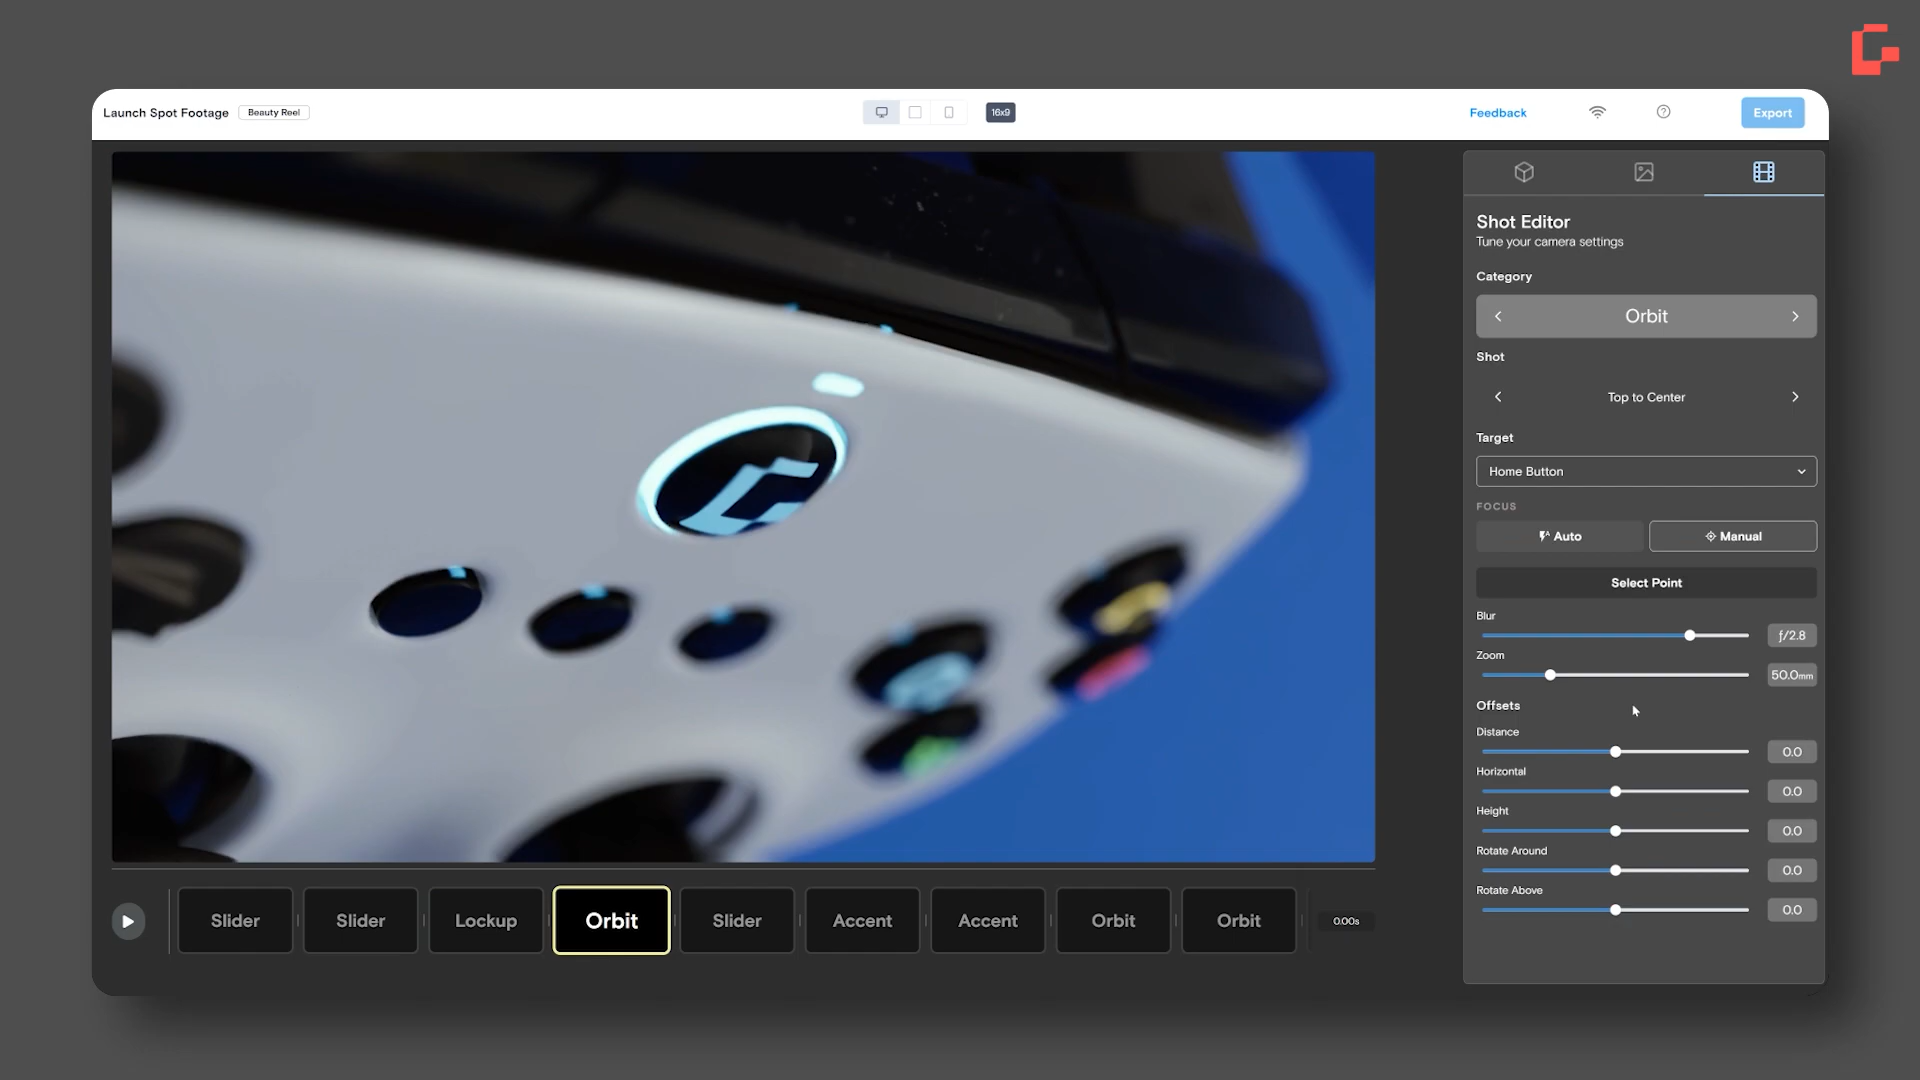 Launch Spot Footage
Beauty Reel
16x9
Feedback
Export
Shot Editor
Tune your camera settings
Category
Orbit
Shot
Top to Center
Target
Home Button
FOCUS
Auto
Manual
Select Point
Blur
ƒ/2.8
Zoom
50.0mm
Offsets
Distance
0.0
Horizontal
0.0
Height
0.0
Rotate Around
0.0
Rotate Above
0.0
Slider
Slider
Lockup
Orbit
Slider
Accent
Accent
Orbit
Orbit
0.00s